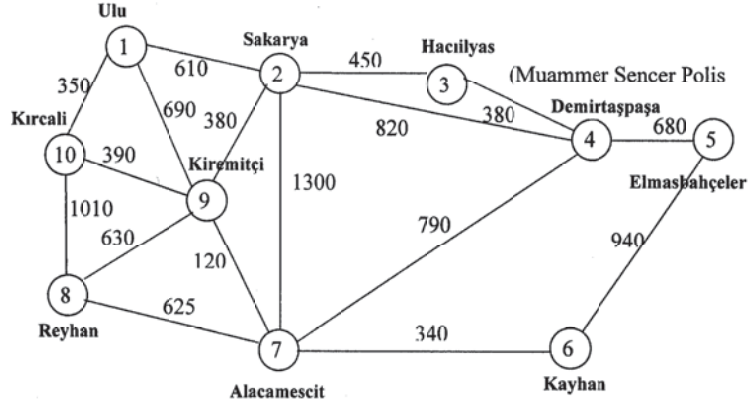 Ulu
1
610
Sakarya
2
450
Hacıilyas
3
(Muammer Sencer Polis
Demirtaşpaşa
380
4
680
5
Elmasbahçeler
350
690
380
820
Kırcali
10
390
Kiremitçi
9
1300
1010
630
120
790
940
8
Reyhan
625
7
Alacamescit
340
6
Kayhan